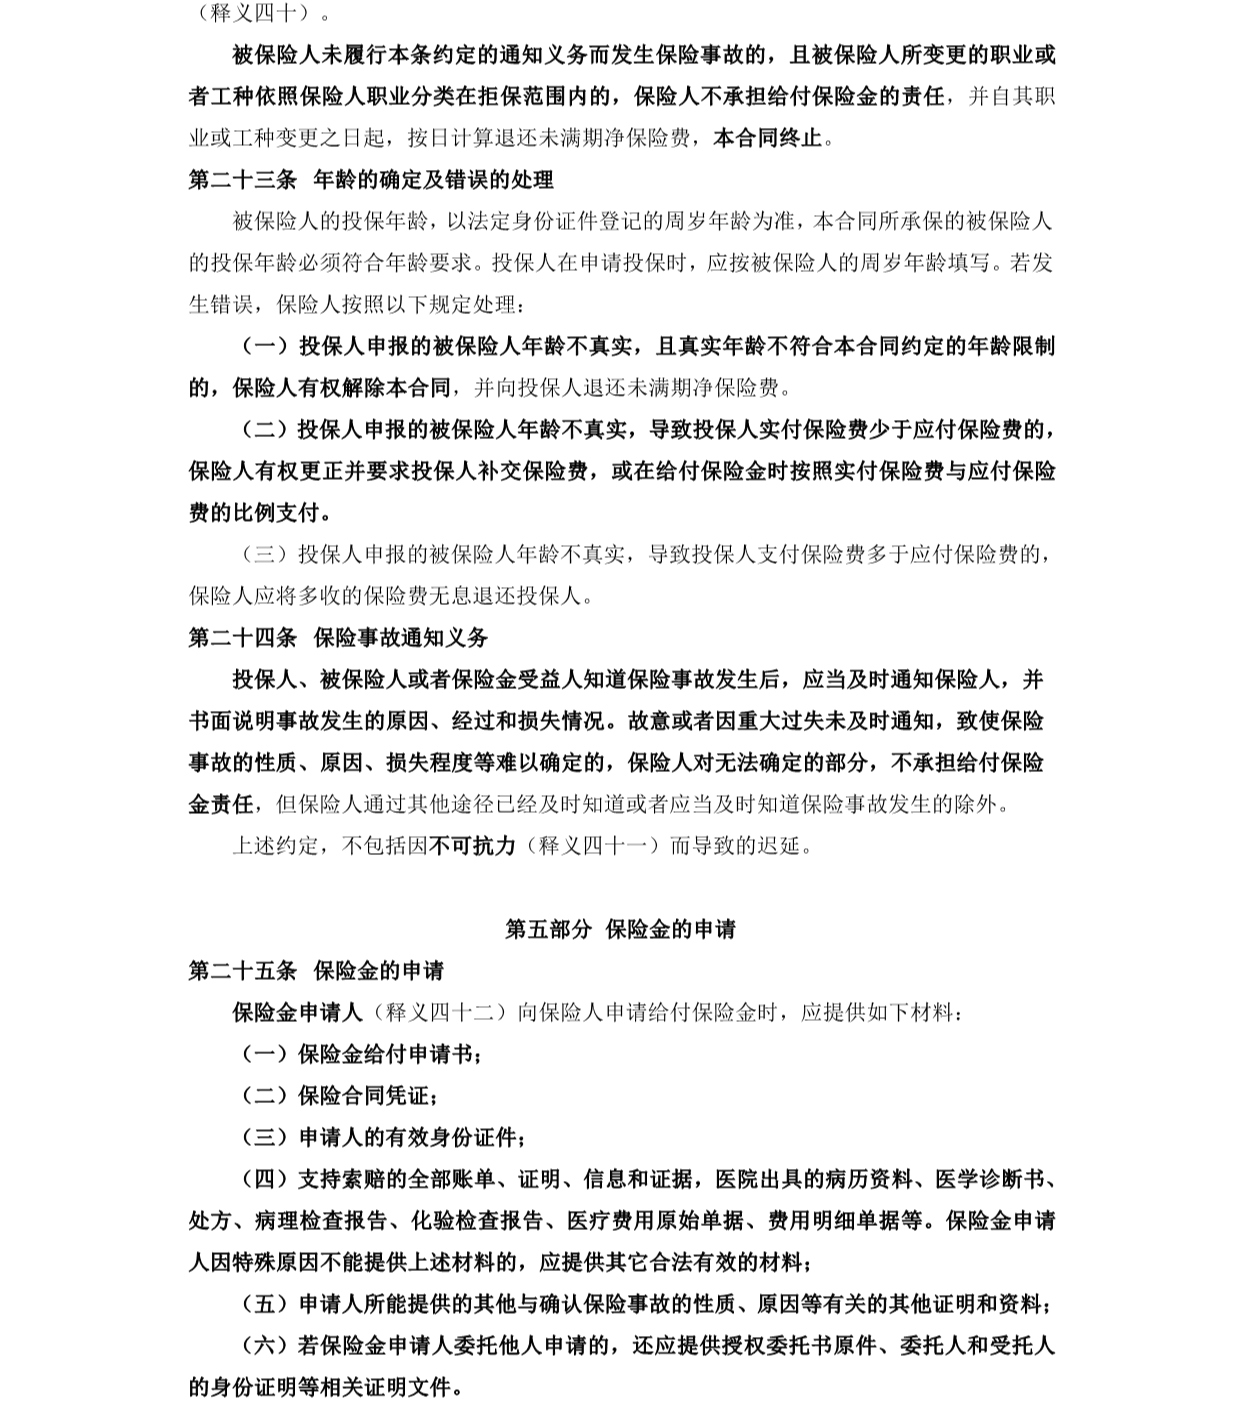 （释义四十）。
被保险人未履行本条约定的通知义务而发生保险事故的，且被保险人所变更的职业或
者工种依照保险人职业分类在拒保范围内的，保险人不承担给付保险金的责任，并自其职
业或工种变更之日起，按日计算退还未满期净保险费，本合同终止。
第二十三条 年龄的确定及错误的处理
被保险人的投保年龄，以法定身份证件登记的周岁年龄为准，本合同所承保的被保险人
的投保年龄必须符合年龄要求。投保人在申请投保时，应按被保险人的周岁年龄填写。若发
生错误，保险人按照以下规定处理：
（一）投保人申报的被保险人年龄不真实，且真实年龄不符合本合同约定的年龄限制
的，保险人有权解除本合同，并向投保人退还未满期净保险费。
（二）投保人申报的被保险人年龄不真实，导致投保人实付保险费少于应付保险费的，
保险人有权更正并要求投保人补交保险费，或在给付保险金时按照实付保险费与应付保险
费的比例支付。
（三）投保人申报的被保险人年龄不真实，导致投保人支付保险费多于应付保险费的，
保险人应将多收的保险费无息退还投保人。
第二十四条 保险事故通知义务
投保人、被保险人或者保险金受益人知道保险事故发生后，应当及时通知保险人，并
书面说明事故发生的原因、经过和损失情况。故意或者因重大过失未及时通知，致使保险
事故的性质、原因、损失程度等难以确定的，保险人对无法确定的部分，不承担给付保险
金责任，但保险人通过其他途径已经及时知道或者应当及时知道保险事故发生的除外。
上述约定，不包括因不可抗力（释义四十一）而导致的迟延。
第五部分 保险金的申请
第二十五条 保险金的申请
保险金申请人（释义四十二）向保险人申请给付保险金时，应提供如下材料：
（一）保险金给付申请书；
（二）保险合同凭证；
（三）申请人的有效身份证件；
（四）支持索赔的全部账单、证明、信息和证据，医院出具的病历资料、医学诊断书、
处方、病理检查报告、化验检查报告、医疗费用原始单据、费用明细单据等。保险金申请
人因特殊原因不能提供上述材料的，应提供其它合法有效的材料；
（五）申请人所能提供的其他与确认保险事故的性质、原因等有关的其他证明和资料；
（六）若保险金申请人委托他人申请的，还应提供授权委托书原件、委托人和受托人
的身份证明等相关证明文件。